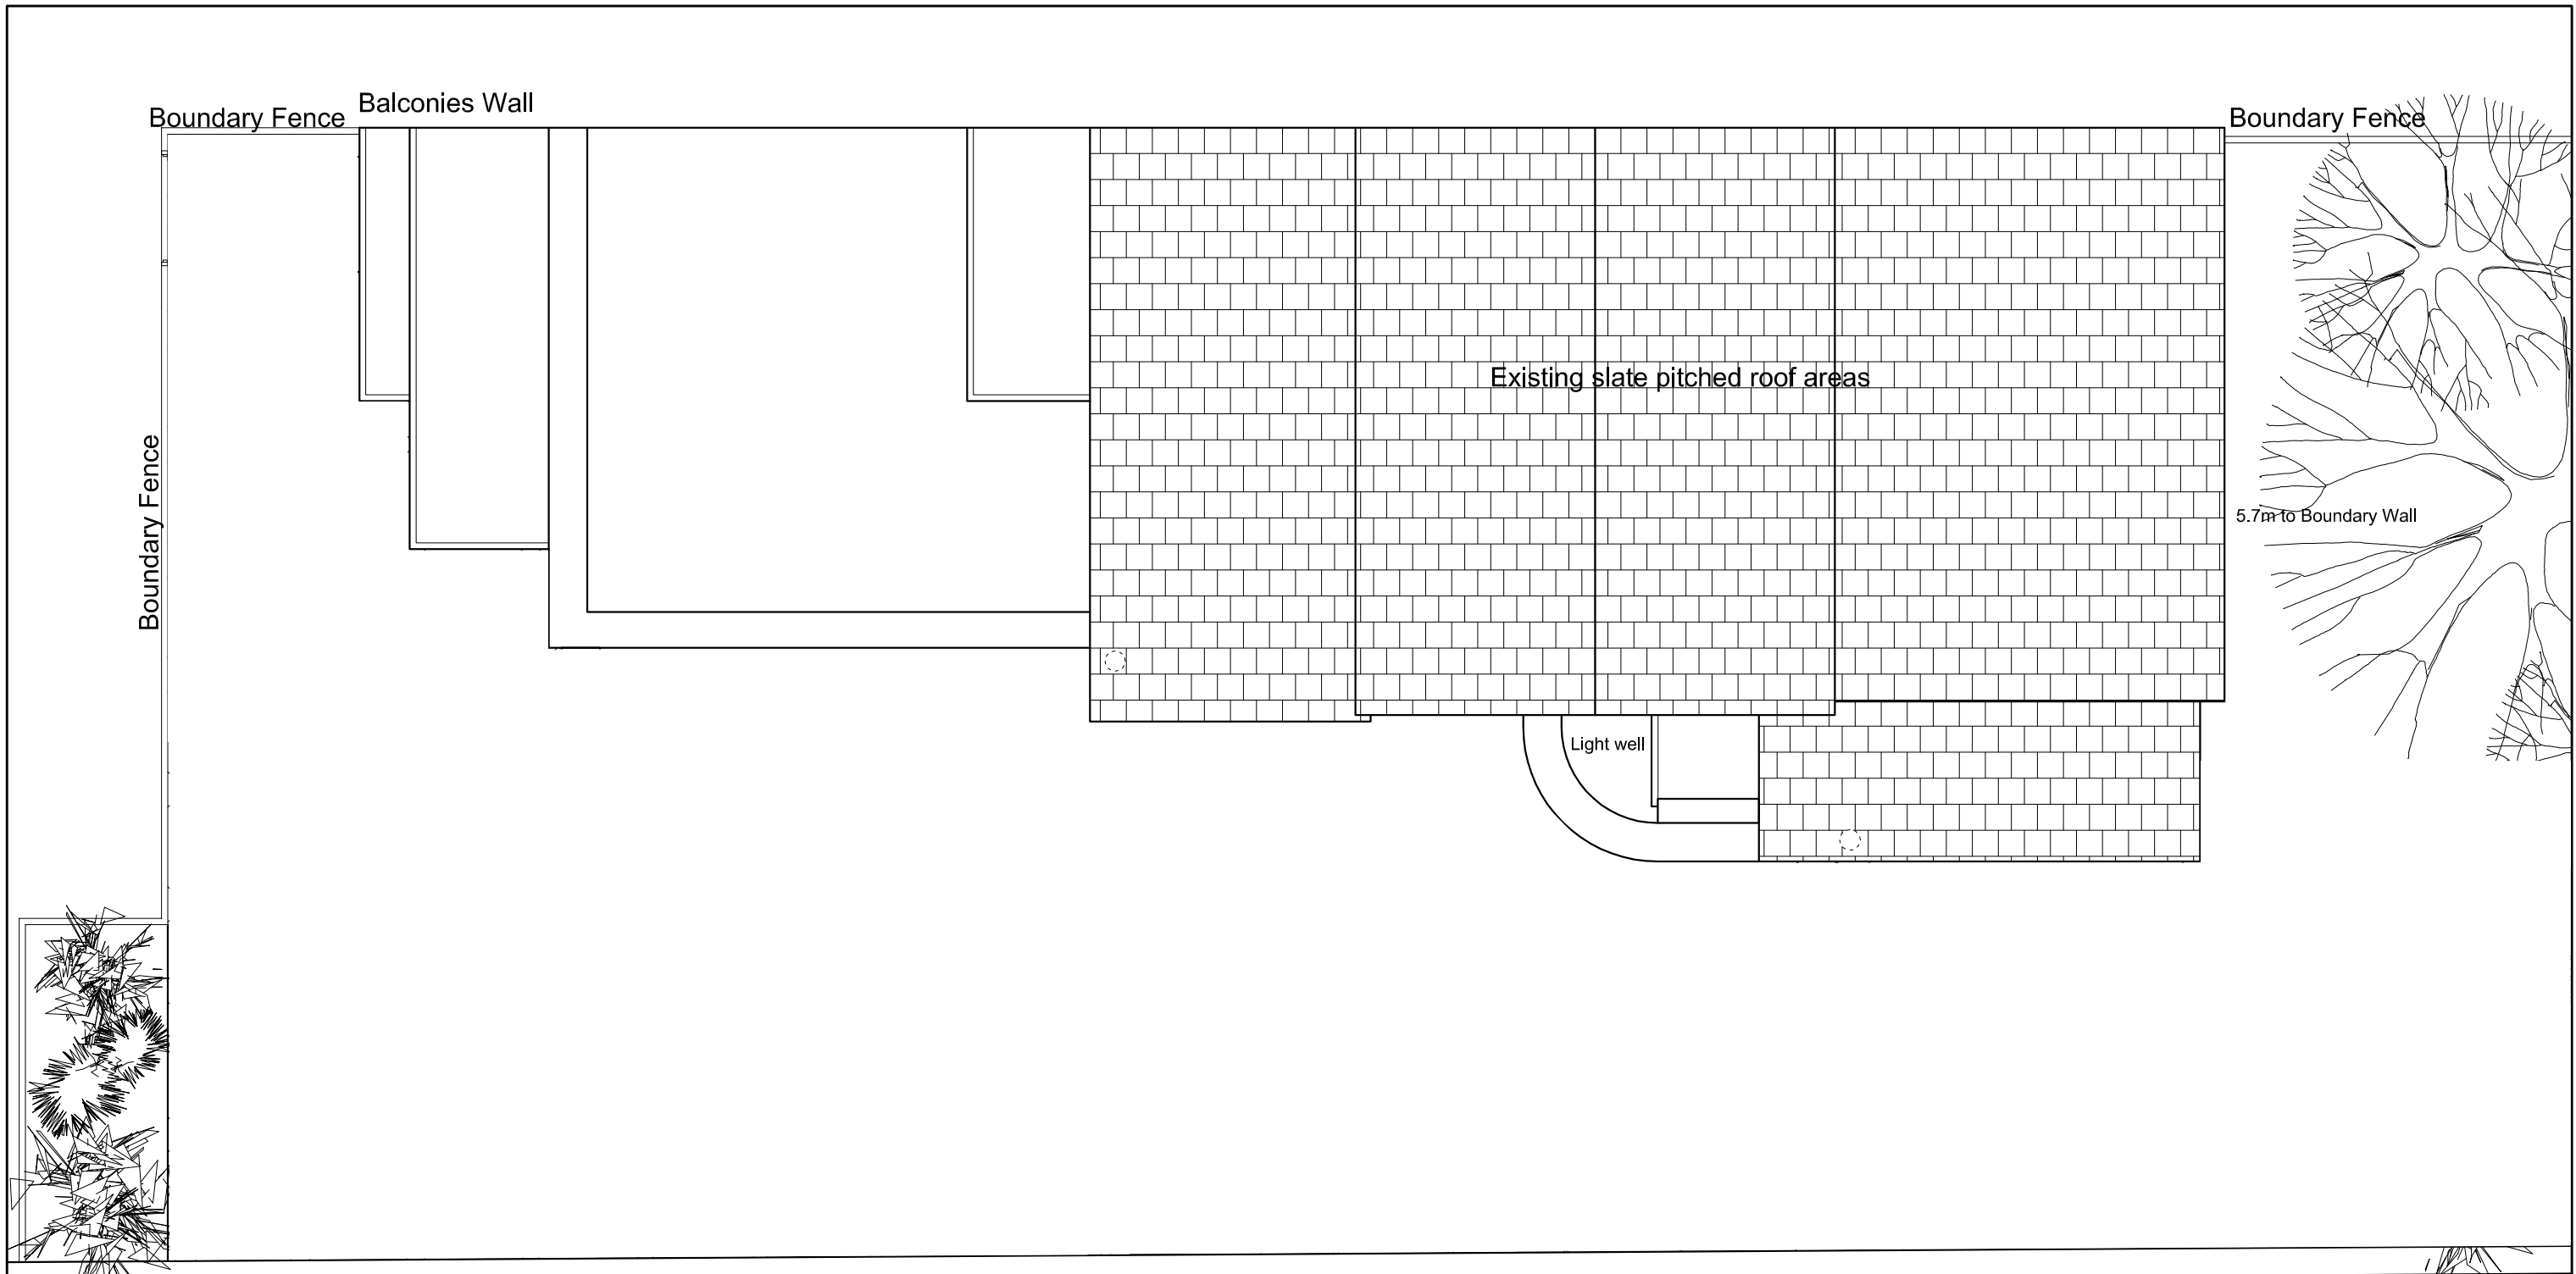 Balconies Wall
Boundary Fence
Boundary Fence
Existing slate pitched roof areas
Boundary Fence
5.7m to Boundary Wall
Light well